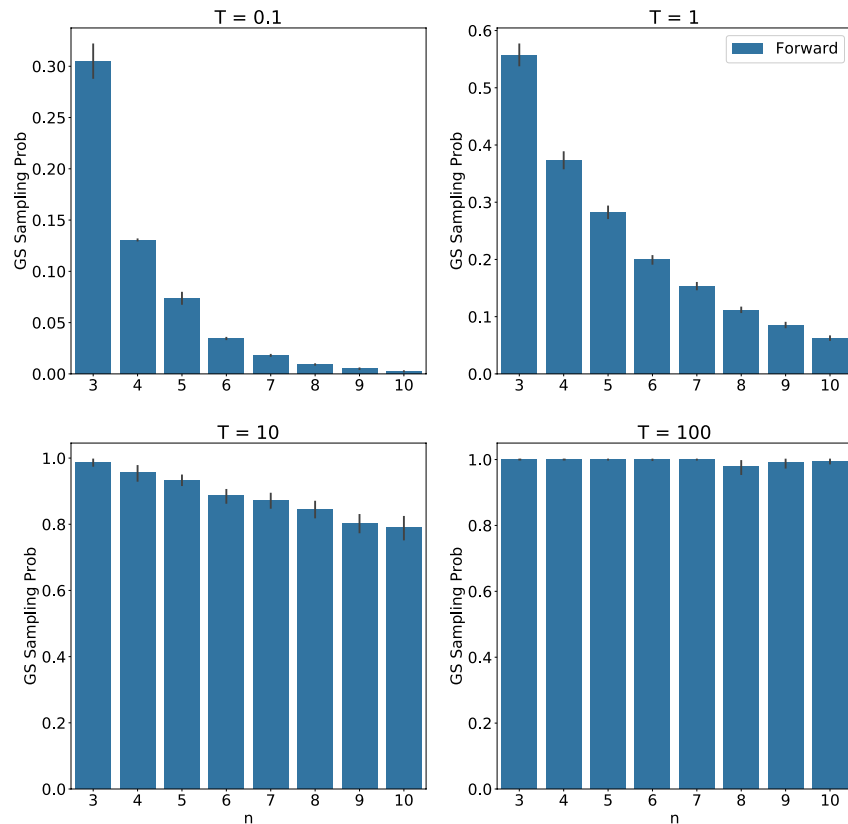 T = 0.1
GS Sampling Prob
0.30
0.25
0.20
0.15
0.10
0.05
0.00
3 4 5 6 7 8 9 10
T = 1
Forward
GS Sampling Prob
0.6
0.5
0.4
0.3
0.2
0.1
0.0
3 4 5 6 7 8 9 10
T = 10
GS Sampling Prob
1.0
0.8
0.6
0.4
0.2
0.0
3 4 5 6 7 8 9 10
n
T = 100
GS Sampling Prob
1.0
0.8
0.6
0.4
0.2
0.0
3 4 5 6 7 8 9 10
n